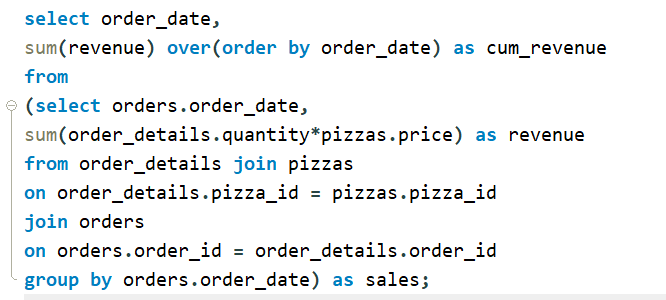 select order_date,
sum(revenue) over(order by order_date) as cum_revenue
from
(select orders.order_date,
sum(order_details.quantity*pizzas.price) as revenue
from order_details join pizzas
on order_details.pizza_id = pizzas.pizza_id
join orders
on orders.order_id = order_details.order_id
group by orders.order_date) as sales;